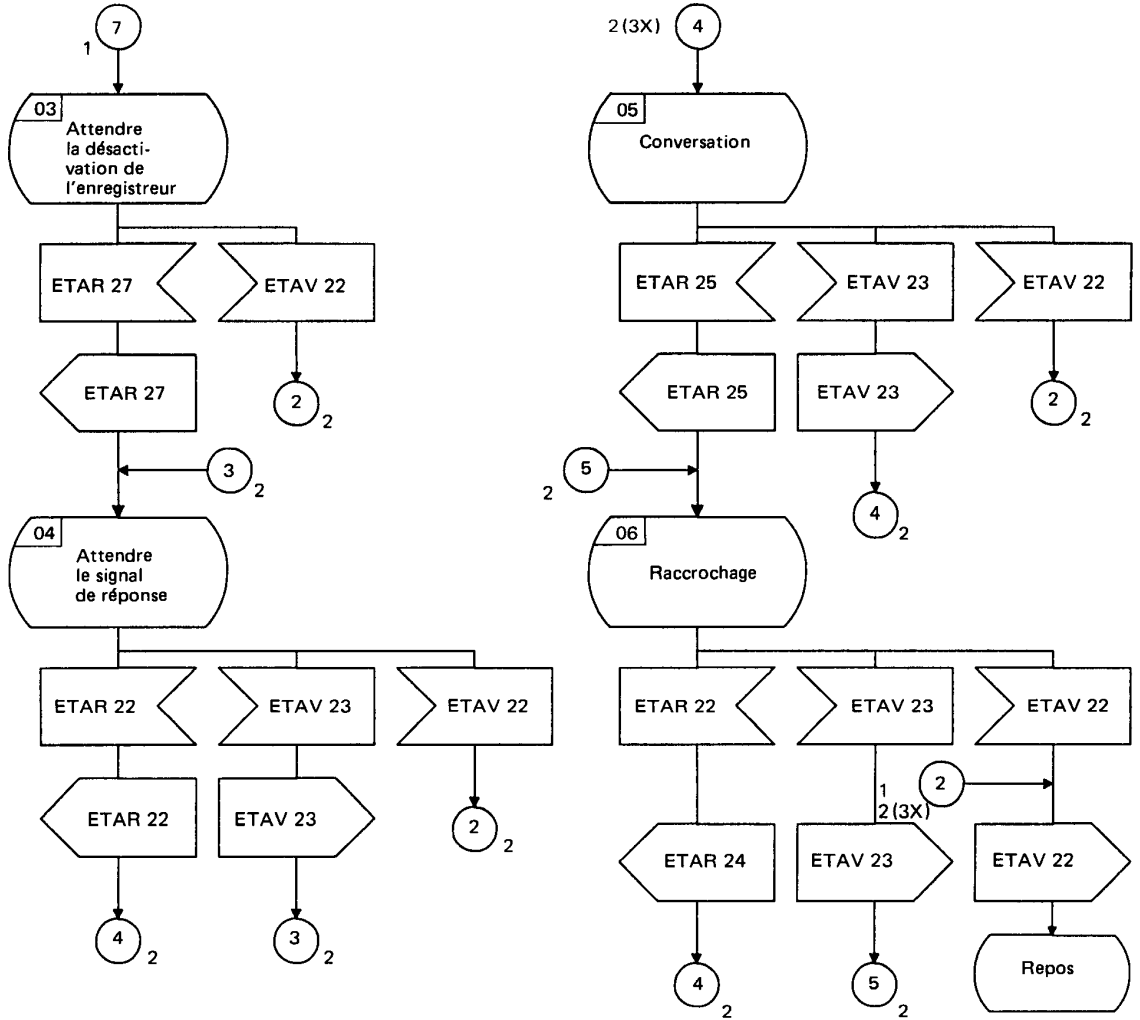 7
1
03
Attendre
la désacti-
vation de
l'enregistreur
ETAR 27
ETAV 22
ETAR 27
2
2
3
2
04
Attendre
le signal
de réponse
ETAR 22
ETAV 23
ETAV 22
ETAR 22
ETAV 23
2
2
4
2
3
2
2 (3X)
4
05
Conversation
ETAR 25
ETAV 23
ETAV 22
ETAR 25
ETAV 23
2
2
5
2
4
2
06
Raccrochage
ETAR 22
ETAV 23
ETAV 22
1
2 (3X)
2
ETAR 24
ETAV 23
ETAV 22
4
2
5
2
Repos